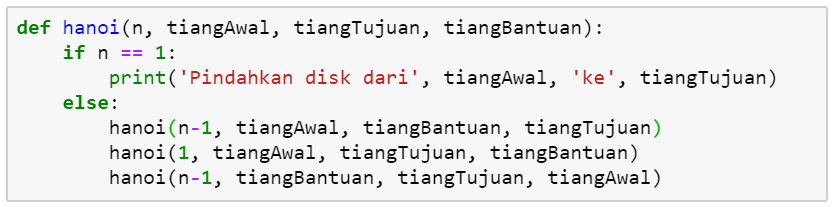 def hanoi(n, tiangAwal, tiangTujuan, tiangBantuan):
    if n == 1:
        print('Pindahkan disk dari', tiangAwal, 'ke', tiangTujuan)
    else:
        hanoi(n-1, tiangAwal, tiangBantuan, tiangTujuan)
        hanoi(1, tiangAwal, tiangTujuan, tiangBantuan)
        hanoi(n-1, tiangBantuan, tiangTujuan, tiangAwal)